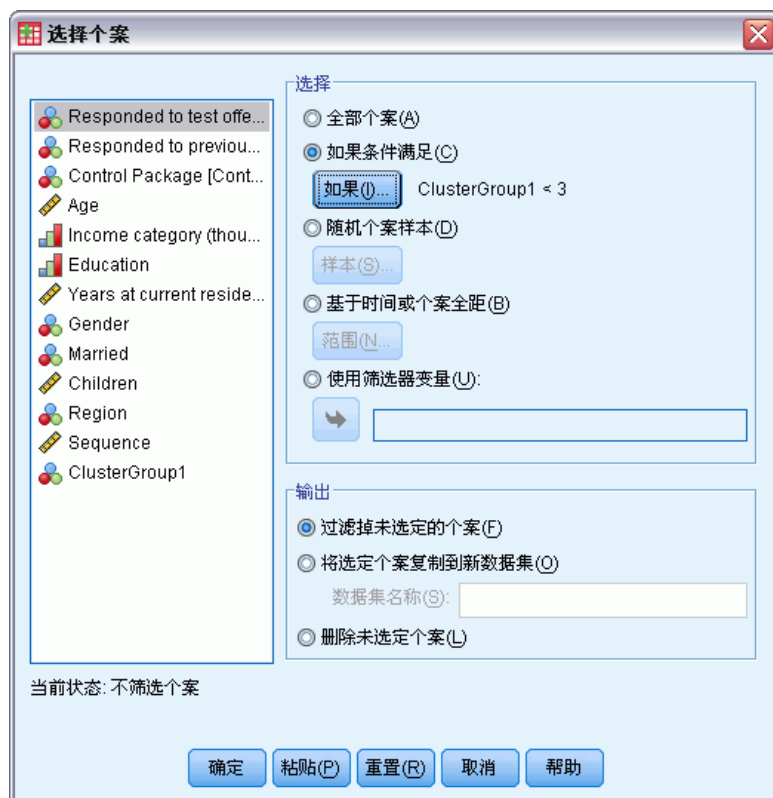 选择个案
Responded to test offe...
Responded to previou...
Control Package [Cont...
Age
Income category (thou...
Education
Years at current reside...
Gender
Married
Children
Region
Sequence
ClusterGroup1
选择
全部个案(A)
如果条件满足(C)
如果(I)... ClusterGroup1 < 3
随机个案样本(D)
样本(S)...
基于时间或个案全距(B)
范围(N...
使用筛选器变量(U):
输出
过滤掉未选定的个案(F)
将选定个案复制到新数据集(O)
数据集名称(S):
删除未选定个案(L)
当前状态: 不筛选个案
确定 粘贴(P) 重置(R) 取消 帮助